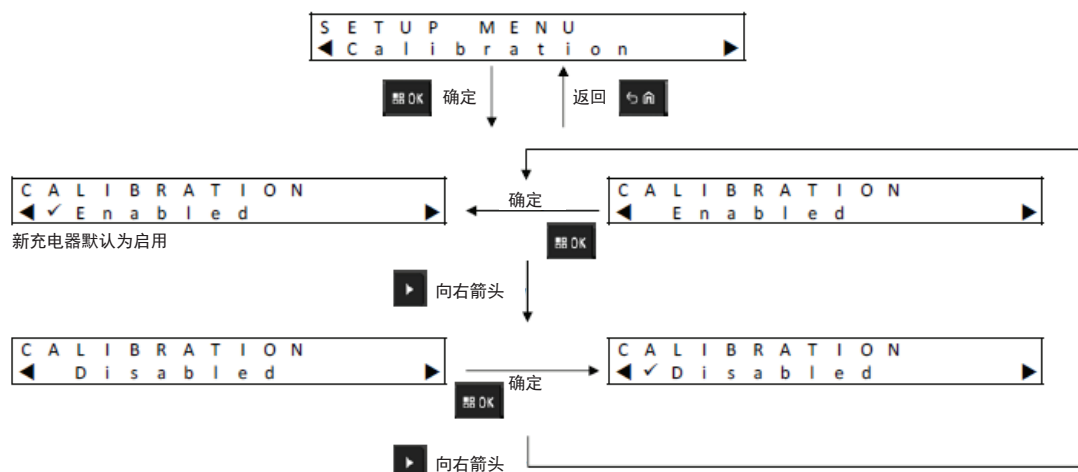 SETUP MENU
◀Calibration▶
OK 确定 返回
CALIBRATION
◀✓Enabled▶
新充电器默认为启用
确定
OK
CALIBRATION
◀ Enabled▶
向右箭头
CALIBRATION
◀ Disabled▶
确定
OK
CALIBRATION
◀✓Disabled▶
向右箭头